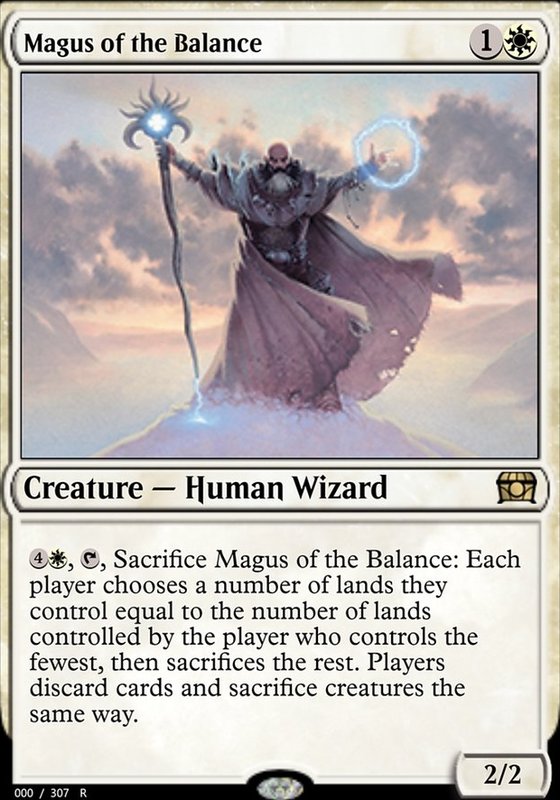 Magus of the Balance 1
Creature — Human Wizard
4, , Sacrifice Magus of the Balance: Each
player chooses a number of lands they
control equal to the number of lands
controlled by the player who controls the
fewest, then sacrifices the rest. Players
discard cards and sacrifice creatures the
same way.
2/2
000 / 307 R